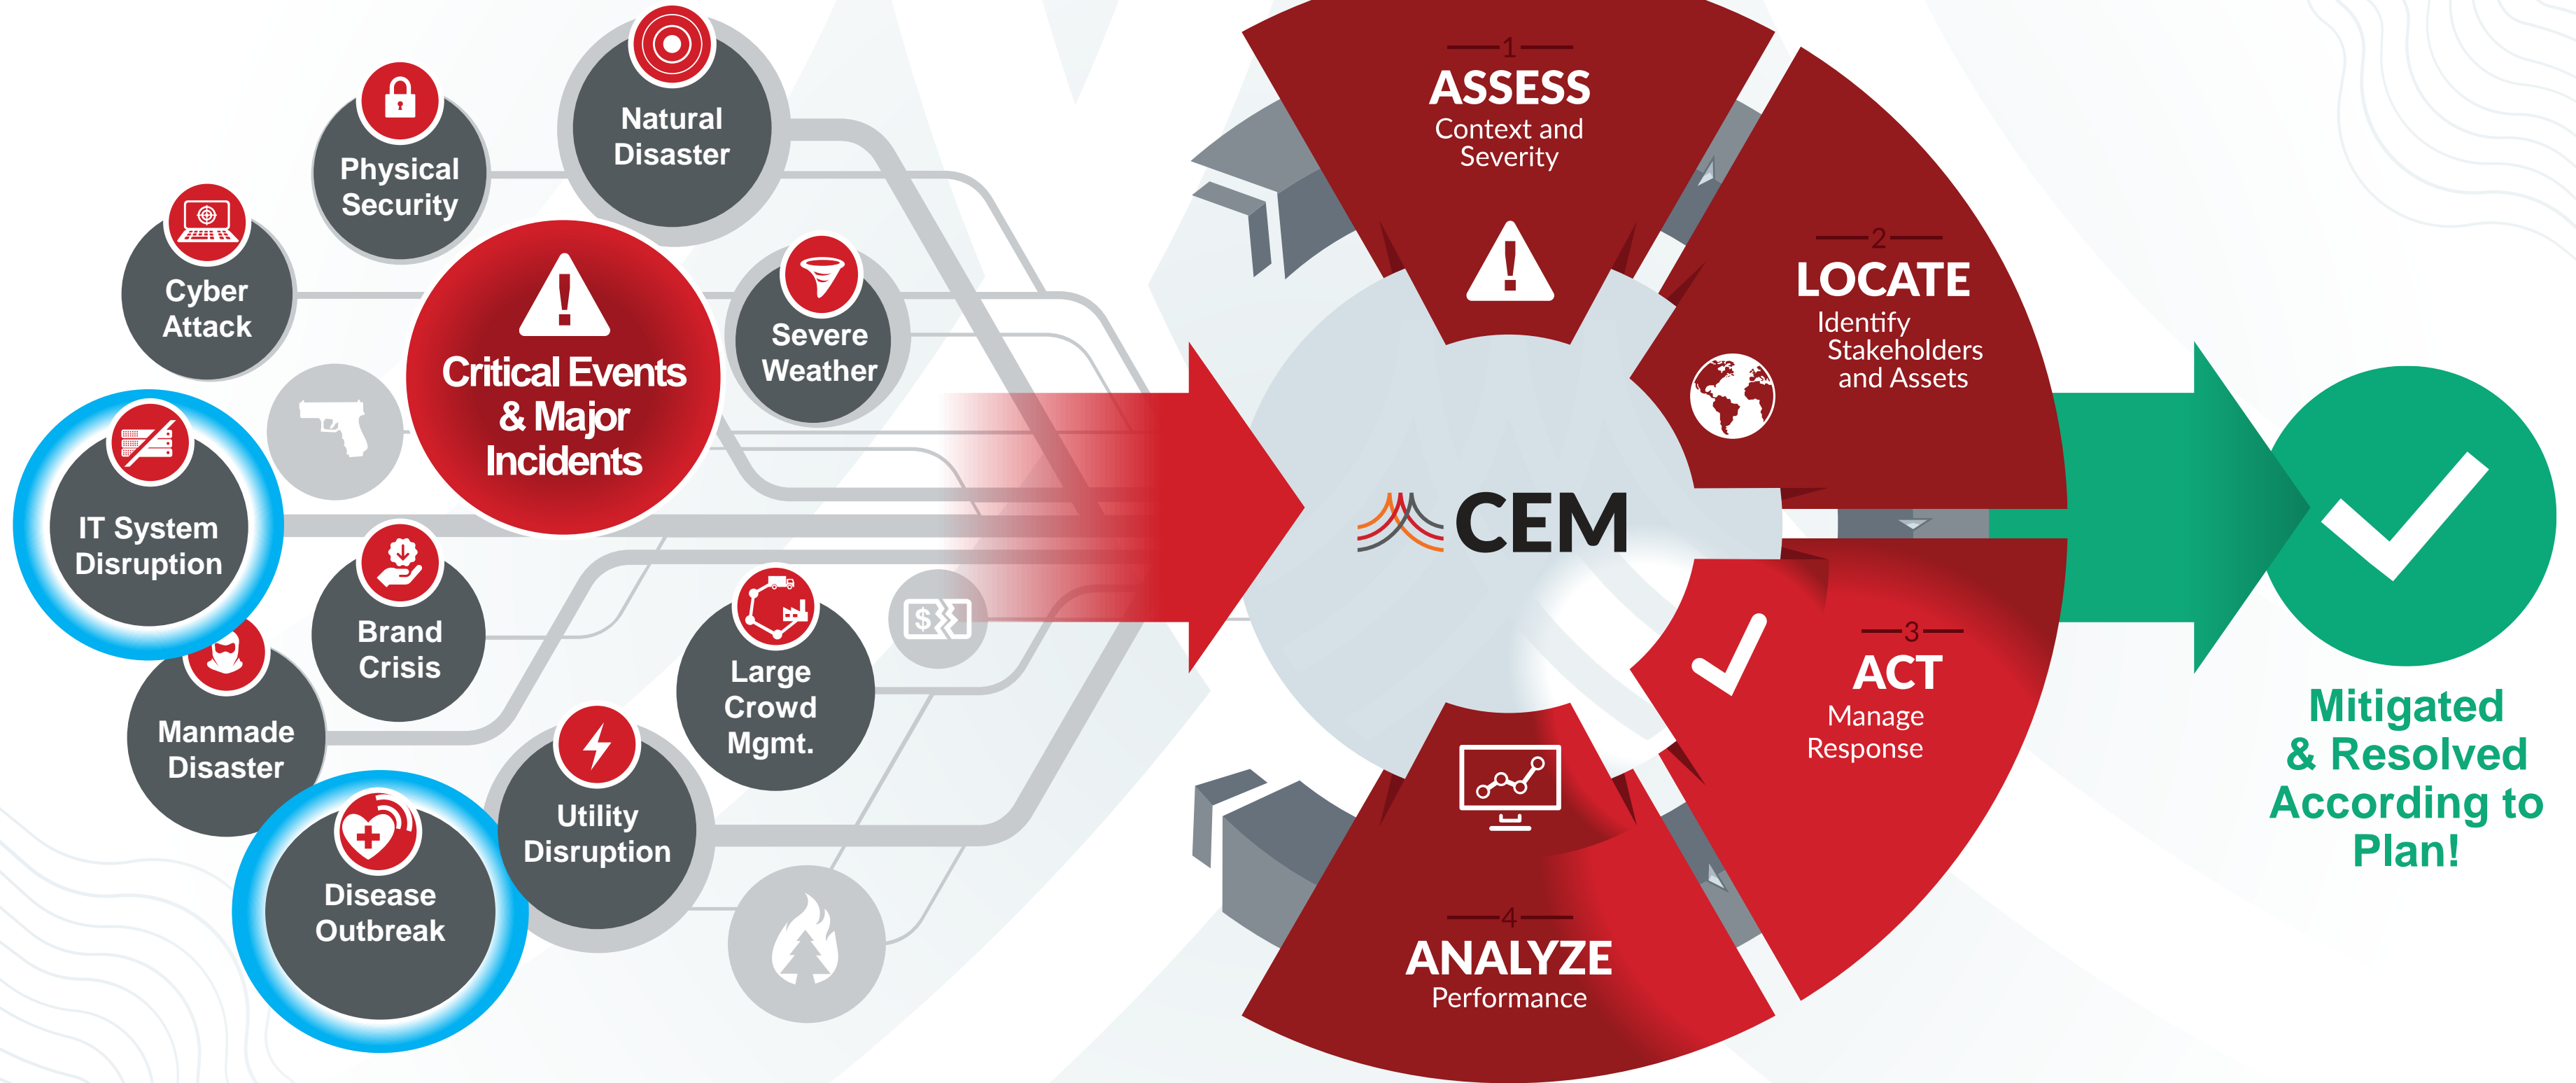 Natural
Disaster
Physical
Security
Cyber
Attack
Critical Events
& Major
Incidents
Severe
Weather
IT System
Disruption
Brand
Crisis
Manmade
Disaster
Large
Crowd
Mgmt.
$
Utility
Disruption
Disease
Outbreak
1
ASSESS
Context and
Severity
2
LOCATE
Identify
Stakeholders
and Assets
CEM
3
ACT
Manage
Response
4
ANALYZE
Performance
Mitigated
& Resolved
According to
Plan!